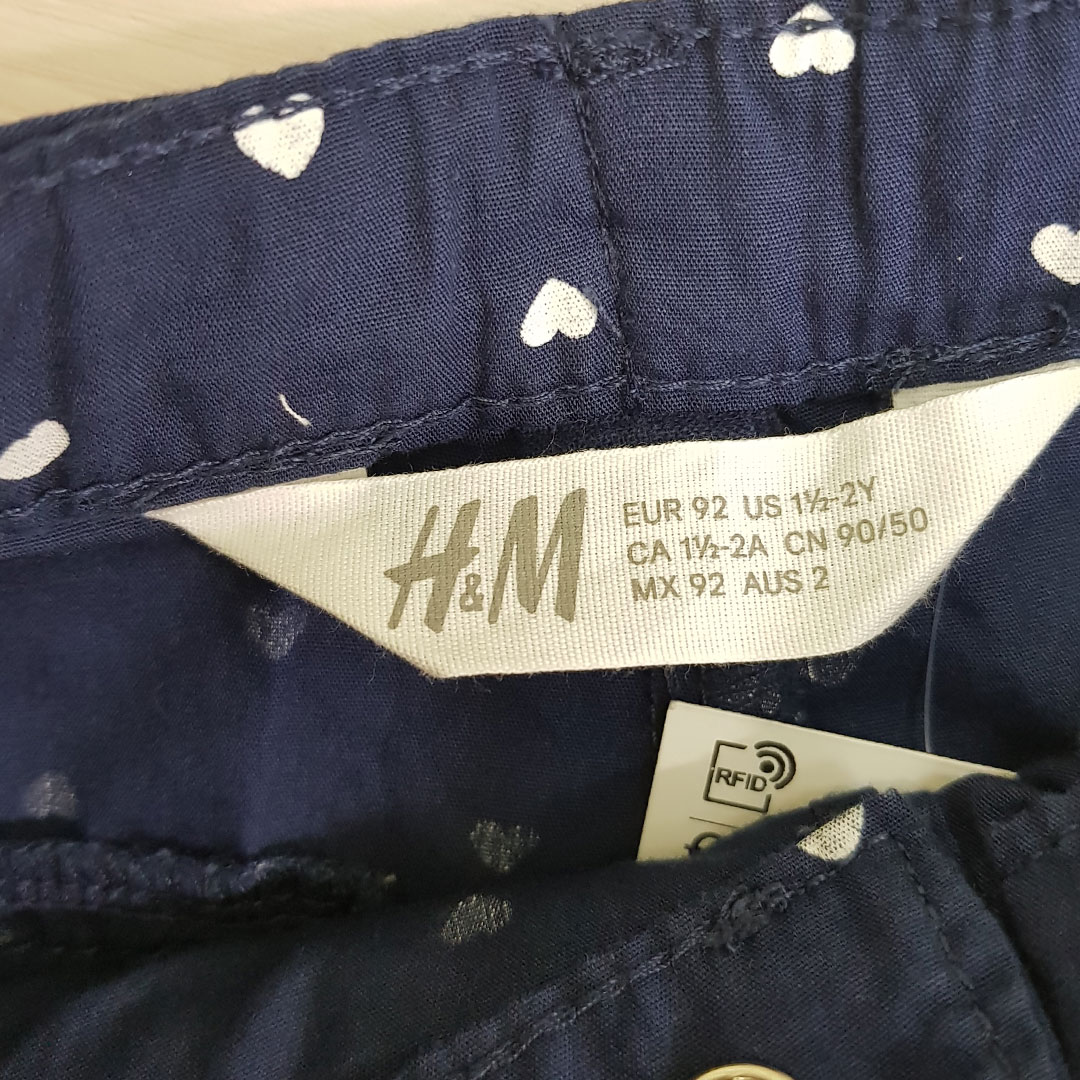 H&M
EUR 92 US 1½-2Y
CA 1½-2A CN 90/50
MX 92 AUS 2
RFID